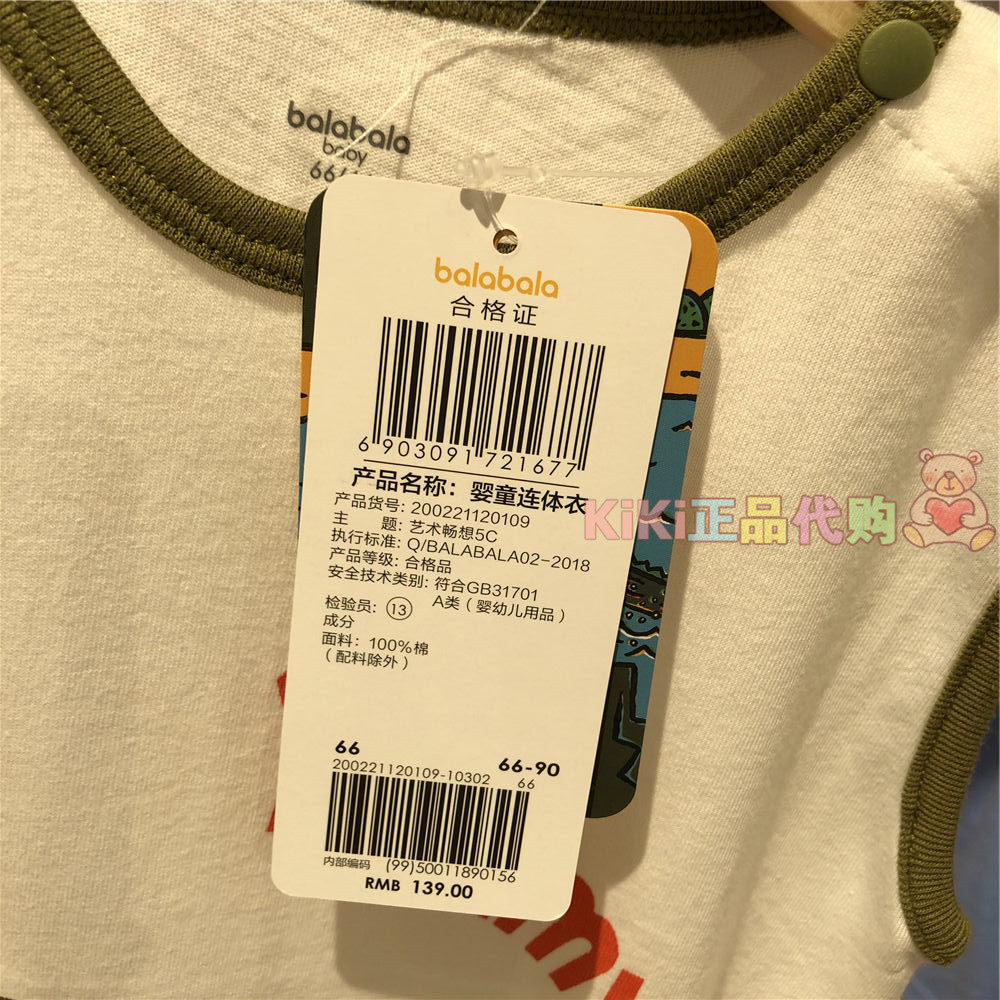 balabala
baby
balabala
合格证
6 903091 721677
产品名称：婴童连体衣
产品货号: 200221120109
主 题: 艺术畅想5C
执行标准: Q/BALABALA02-2018
产品等级: 合格品
安全技术类别: 符合GB31701
A类（婴幼儿用品）
检验员: 13
成分
面料: 100%棉
（配料除外）
66 66-90
200221120109-10302 66
内部编码 (99)50011890156
RMB 139.00
KiKi正品代购